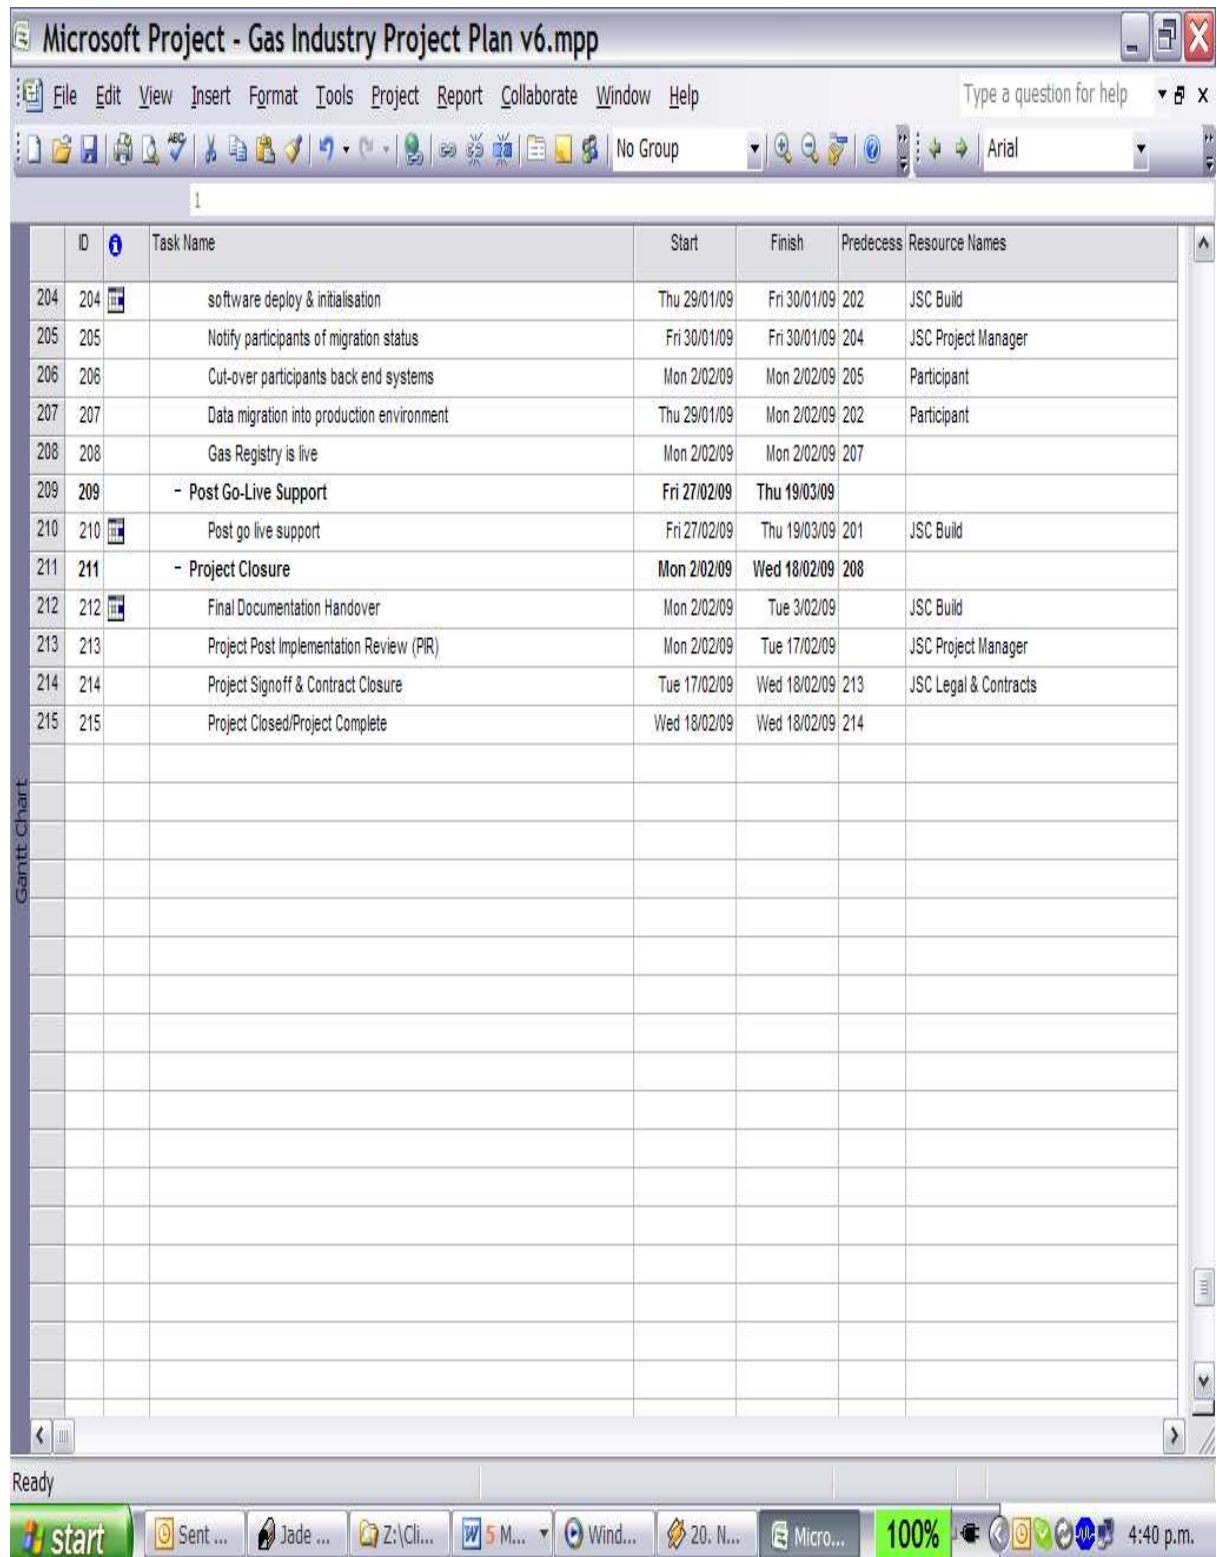 Microsoft Project - Gas Industry Project Plan v6.mpp
File Edit View Insert Format Tools Project Report Collaborate Window Help Type a question for help
No Group Arial
1
ID Task Name Start Finish Predecess Resource Names
204 204 software deploy & initialisation Thu 29/01/09 Fri 30/01/09 202 JSC Build
205 205 Notify participants of migration status Fri 30/01/09 Fri 30/01/09 204 JSC Project Manager
206 206 Cut-over participants back end systems Mon 2/02/09 Mon 2/02/09 205 Participant
207 207 Data migration into production environment Thu 29/01/09 Mon 2/02/09 202 Participant
208 208 Gas Registry is live Mon 2/02/09 Mon 2/02/09 207
209 209 - Post Go-Live Support Fri 27/02/09 Thu 19/03/09
210 210 Post go live support Fri 27/02/09 Thu 19/03/09 201 JSC Build
211 211 - Project Closure Mon 2/02/09 Wed 18/02/09 208
212 212 Final Documentation Handover Mon 2/02/09 Tue 3/02/09 JSC Build
213 213 Project Post Implementation Review (PIR) Mon 2/02/09 Tue 17/02/09 JSC Project Manager
214 214 Project Signoff & Contract Closure Tue 17/02/09 Wed 18/02/09 213 JSC Legal & Contracts
215 215 Project Closed/Project Complete Wed 18/02/09 Wed 18/02/09 214
Gantt Chart
Ready
start Sent ... Jade ... Z:\Cli... 5 M... Wind... 20. N... Micro... 100% 4:40 p.m.